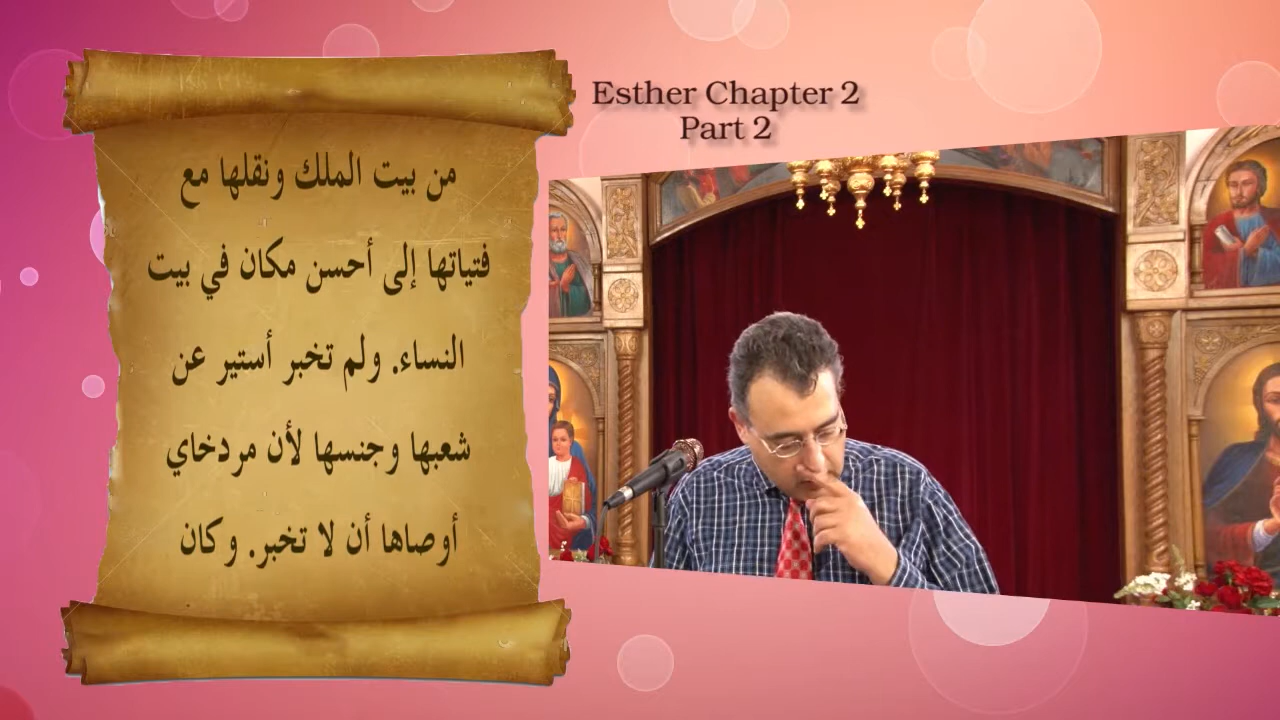 Esther Chapter 2
Part 2
من بيت الملك ونقلها مع
فتياتها إلى أحسن مكان في بيت
النساء. ولم تخبر أستير عن
شعبها وجنسها لأن مردخاي
أوصاها أن لا تخبر. وكان